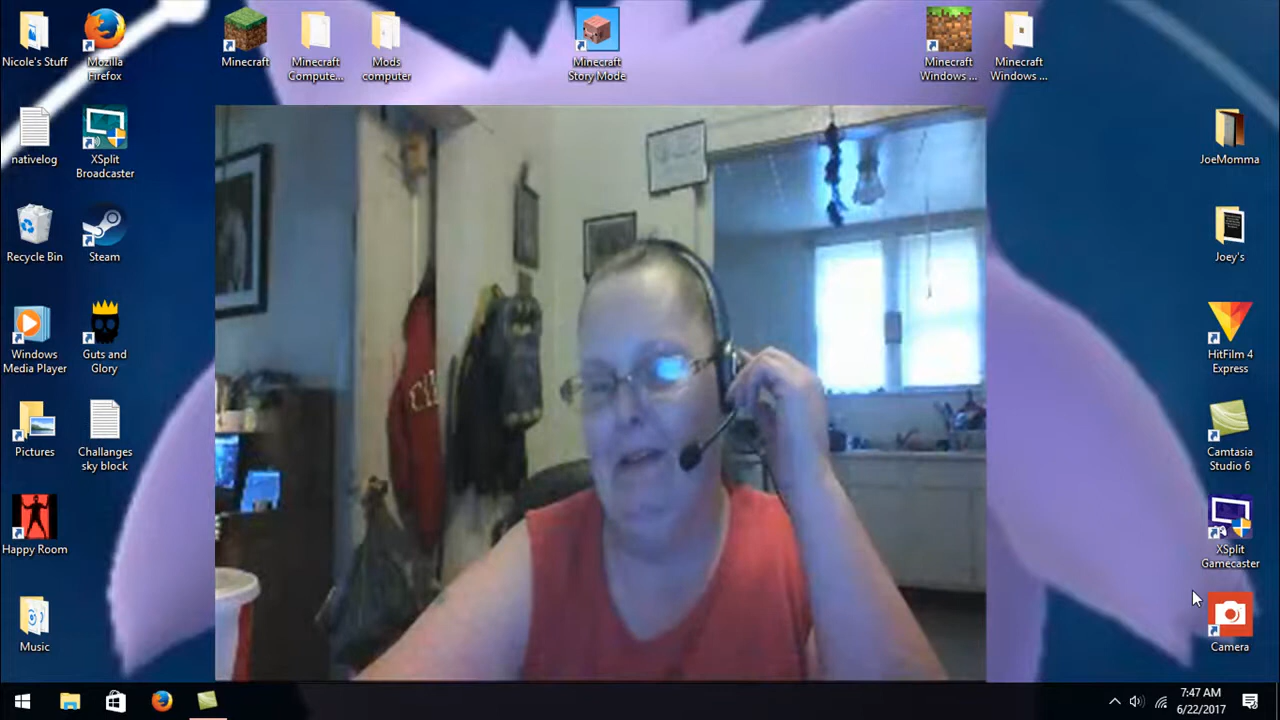 Nicole's Stuff
Mozilla
Firefox
Minecraft
Minecraft
Compute...
Mods
computer
Minecraft
Story Mode
Minecraft
Windows ...
Minecraft
Windows ...
nativelog
XSplit
Broadcaster
JoeMomma
Recycle Bin
Steam
Joey's
Windows
Media Player
Guts and
Glory
HitFilm 4
Express
Pictures
Challanges
sky block
Camtasia
Studio 6
Happy Room
XSplit
Gamecaster
Music
Camera
7:47 AM
6/22/2017